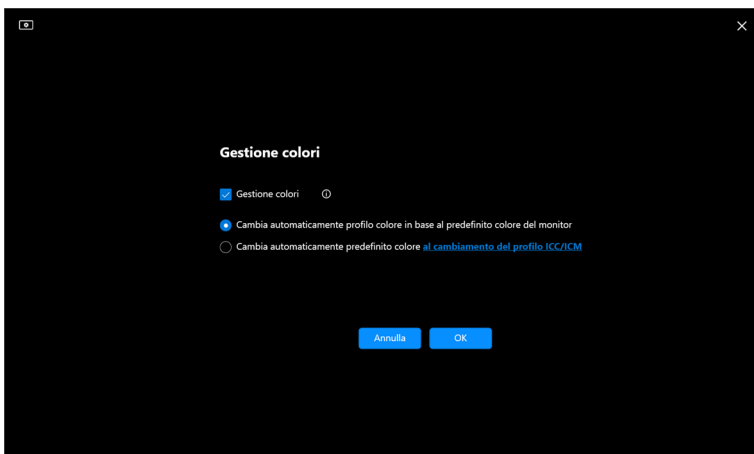 Gestione colori
Gestione colori
Cambia automaticamente profilo colore in base al predefinito colore del monitor
Cambia automaticamente predefinito colore al cambiamento del profilo ICC/ICM
Annulla OK